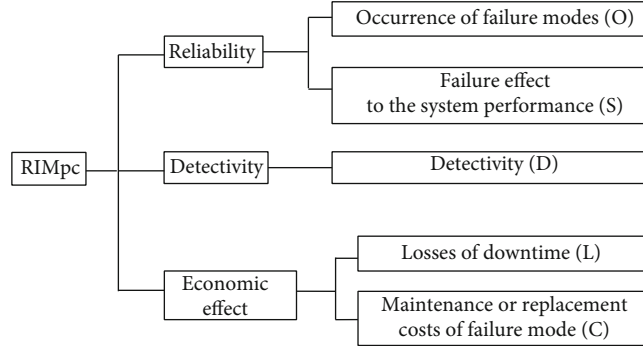 RIMpc
Reliability
Occurrence of failure modes (O)
Failure effect
to the system performance (S)
Detectivity
Detectivity (D)
Economic
effect
Losses of downtime (L)
Maintenance or replacement
costs of failure mode (C)